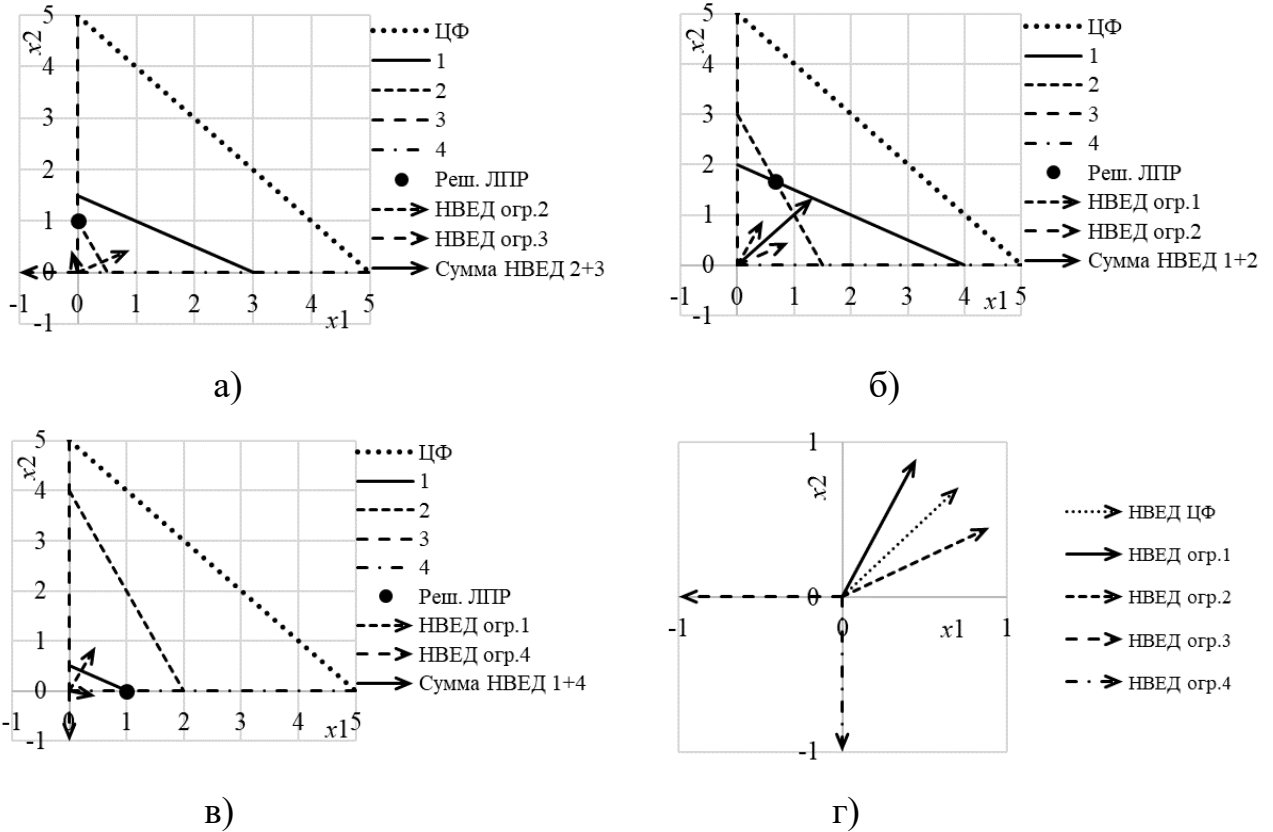 5
x2
4
3
2
1
0
-1
-1 0 1 2 3 4 5
x1
ЦФ
1
2
3
4
Реш. ЛПР
НВЕД огр.2
НВЕД огр.3
Сумма НВЕД 2+3
а)
5
x2
4
3
2
1
0
-1
-1 0 1 2 3 4 5
x1
ЦФ
1
2
3
4
Реш. ЛПР
НВЕД огр.1
НВЕД огр.2
Сумма НВЕД 1+2
б)
5
x2
4
3
2
1
0
-1
-1 0 1 2 3 4 5
x1
ЦФ
1
2
3
4
Реш. ЛПР
НВЕД огр.1
НВЕД огр.4
Сумма НВЕД 1+4
в)
1
x2
0
-1
-1 0 1
x1
НВЕД ЦФ
НВЕД огр.1
НВЕД огр.2
НВЕД огр.3
НВЕД огр.4
г)